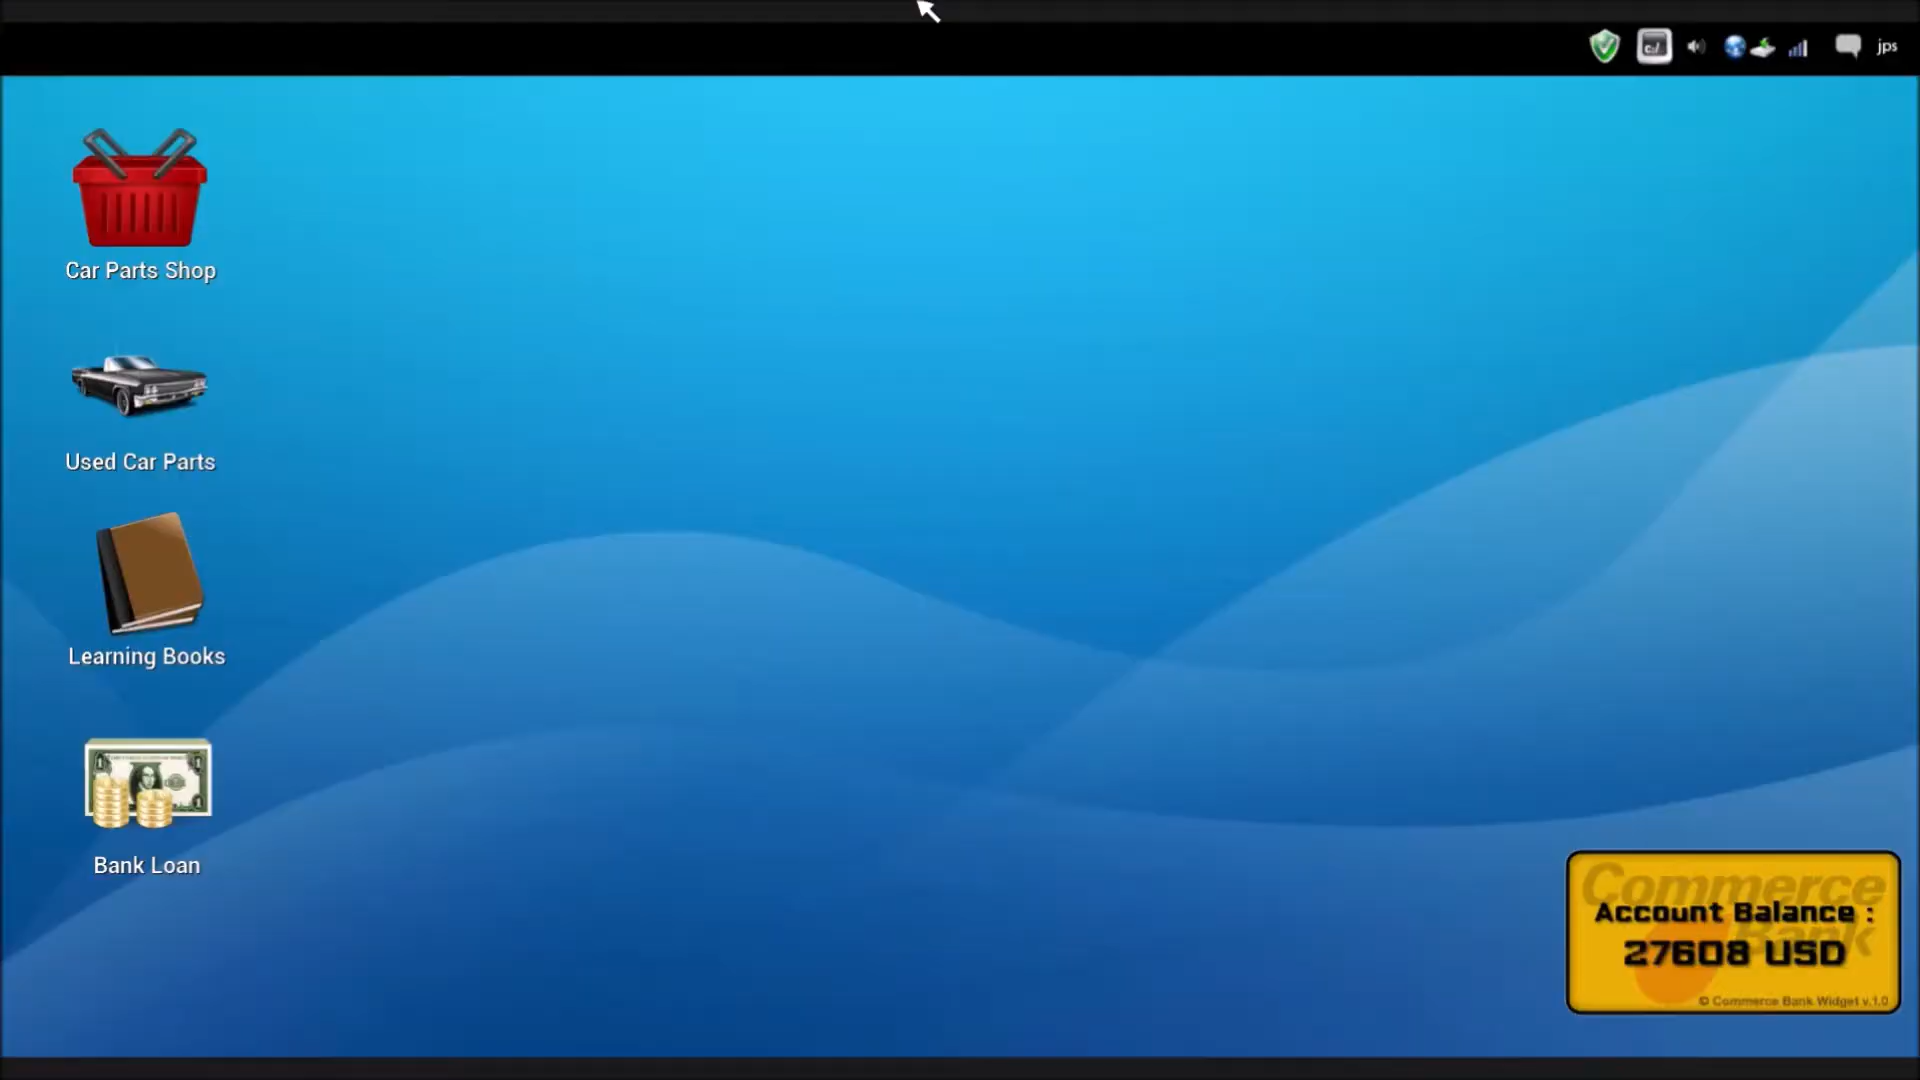 c:/
jps
Car Parts Shop
Used Car Parts
Learning Books
Bank Loan
Commerce
Account Balance :
Bank
27608 USD
© Commerce Bank Widget v.1.0